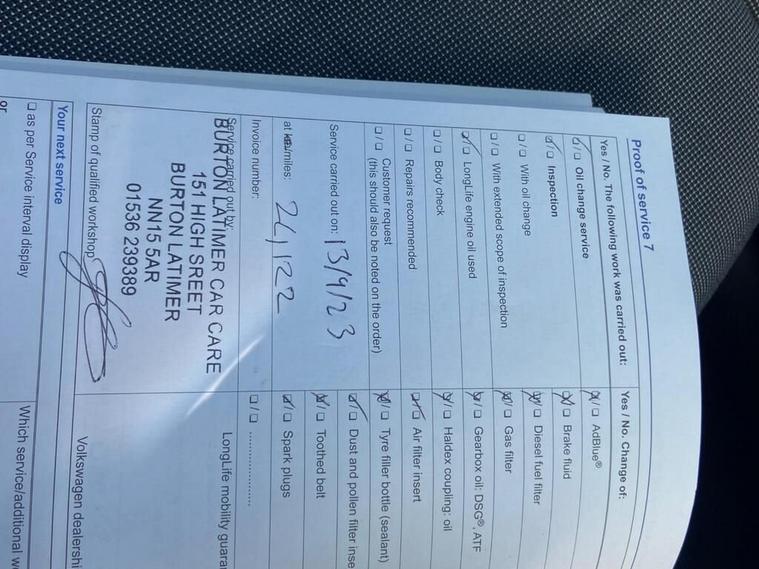 Proof of service 7
Yes / No. The following work was carried out:
☑/☐ Oil change service
☑/☐ Inspection
☐/☐ With oil change
☐/☐ With extended scope of inspection
☑/☐ LongLife engine oil used
☐/☐ Body check
☐/☐ Repairs recommended
☐/☐ Customer request
(this should also be noted on the order)
Service carried out on: 13/9/23
at km/miles:
Invoice number:
Service carried out by:
BURTON LATIMER CAR CARE
151 HIGH SREET
BURTON LATIMER
NN15 5AR
01536 239389
Stamp of qualified workshop
Yes / No. Change of:
AdBlue®
Brake fluid
Diesel fuel filter
Gas filter
Gearbox oil: DSG®, ATF
Haldex coupling: oil
Air filter insert
Tyre filler bottle (sealant)
Dust and pollen filter inse
Toothed belt
Spark plugs
☐/☐ ....................
LongLife mobility guara
Volkswagen dealershi
Your next service
☐ as per Service interval display
or
Which service/additional w